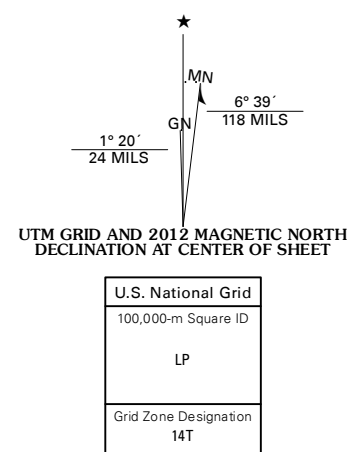 ★
MN
GN
6° 39´
118 MILS
1° 20´
24 MILS
UTM GRID AND 2012 MAGNETIC NORTH
DECLINATION AT CENTER OF SHEET
U.S. National Grid
100,000-m Square ID
LP
Grid Zone Designation
14T